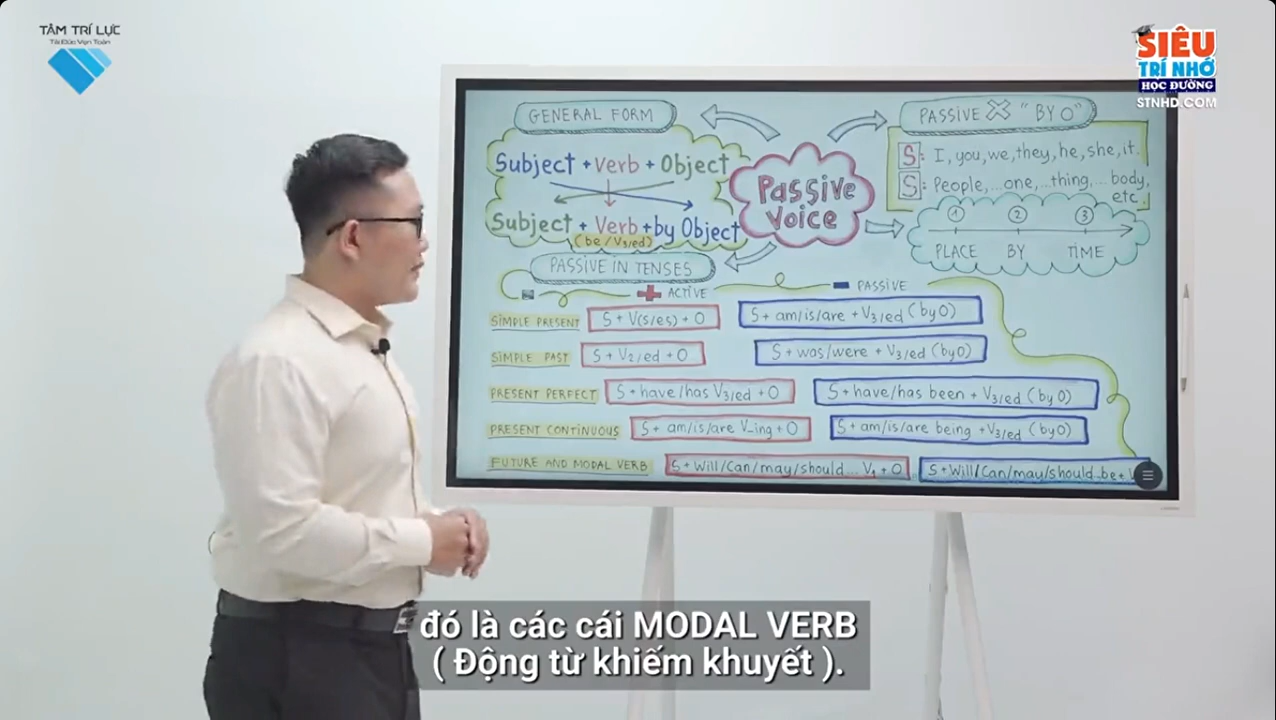 TÂM TRÍ LỰC
Tài Đức Vẹn Toàn
SIÊU
TRÍ NHỚ
HỌC ĐƯỜNG
STNHD.COM
GENERAL FORM
Subject + Verb + Object
Subject + Verb + by Object
(be / V3/ed)
Passive
Voice
PASSIVE X "BY O"
S: I, you, we, they, he, she, it.
S: People, ...one, ...thing, ...body,
etc.
1 2 3
PLACE BY TIME
PASSIVE IN TENSES
+ ACTIVE - PASSIVE
SIMPLE PRESENT S + V(s/es) + O S + am/is/are + V3/ed (by O)
SIMPLE PAST S + V2/ed + O S + was/were + V3/ed (by O)
PRESENT PERFECT S + have/has V3/ed + O S + have/has been + V3/ed (by O)
PRESENT CONTINUOUS S + am/is/are V-ing + O S + am/is/are being + V3/ed (by O)
FUTURE AND MODAL VERB S + Will/Can/may/should... V1 + O S + Will/Can/may/should..be +
đó là các cái MODAL VERB
( Động từ khiếm khuyết ).